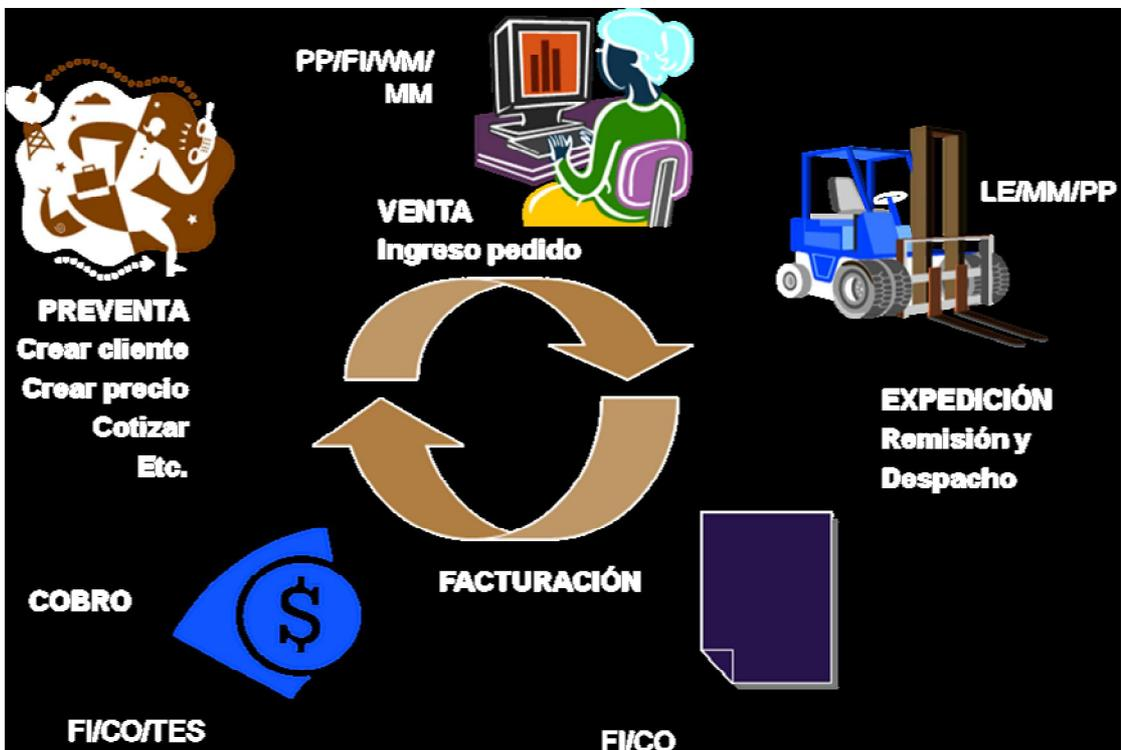 PP/FI/WM/
MM
VENTA
Ingreso pedido
LE/MM/PP
PREVENTA
Crear cliente
Crear precio
Cotizar
Etc.
EXPEDICIÓN
Remisión y
Despacho
FACTURACIÓN
COBRO
$
FI/CO/TES
FI/CO